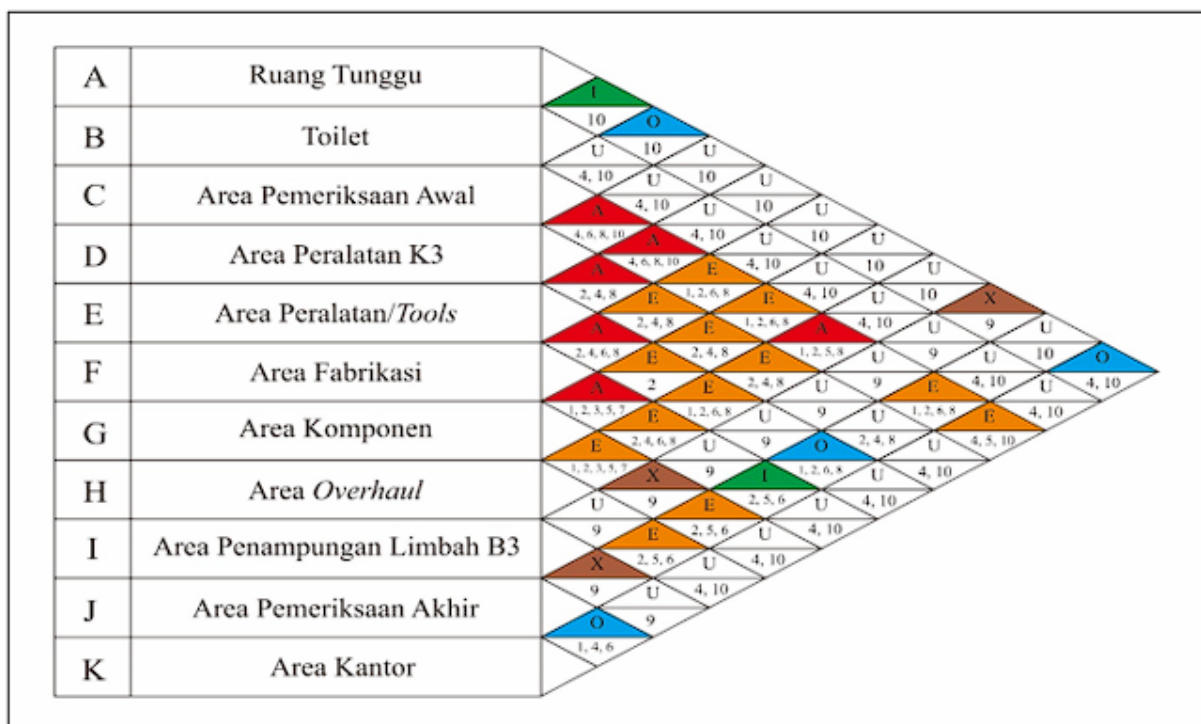 A Ruang Tunggu
I
10 O
B Toilet
U 10 U
4, 10 U 10 U
C Area Pemeriksaan Awal
A 4, 10 U 10 U
4, 6, 8, 10 A 4, 10 U 10 U
D Area Peralatan K3
A 4, 6, 8, 10 E 4, 10 U 10 U
2, 4, 8 E 1, 2, 6, 8 E 4, 10 U 10 X
E Area Peralatan/Tools
A 2, 4, 8 E 1, 2, 6, 8 A 4, 10 U 9 U
2, 4, 6, 8 E 2, 4, 8 E 1, 2, 5, 8 U 9 U 10 O
F Area Fabrikasi
A 2 E 2, 4, 8 U 9 E 4, 10 U 4, 10
1, 2, 3, 5, 7 E 1, 2, 6, 8 U 9 U 1, 2, 6, 8 E 4, 10
G Area Komponen
E 2, 4, 6, 8 U 9 O 2, 4, 8 U 4, 5, 10
1, 2, 3, 5, 7 X 9 I 1, 2, 6, 8 U 4, 10
H Area Overhaul
U 9 E 2, 5, 6 U 4, 10
9 E 2, 5, 6 U 4, 10
I Area Penampungan Limbah B3
X 2, 5, 6 U 4, 10
9 U 4, 10
J Area Pemeriksaan Akhir
O 9
1, 4, 6
K Area Kantor